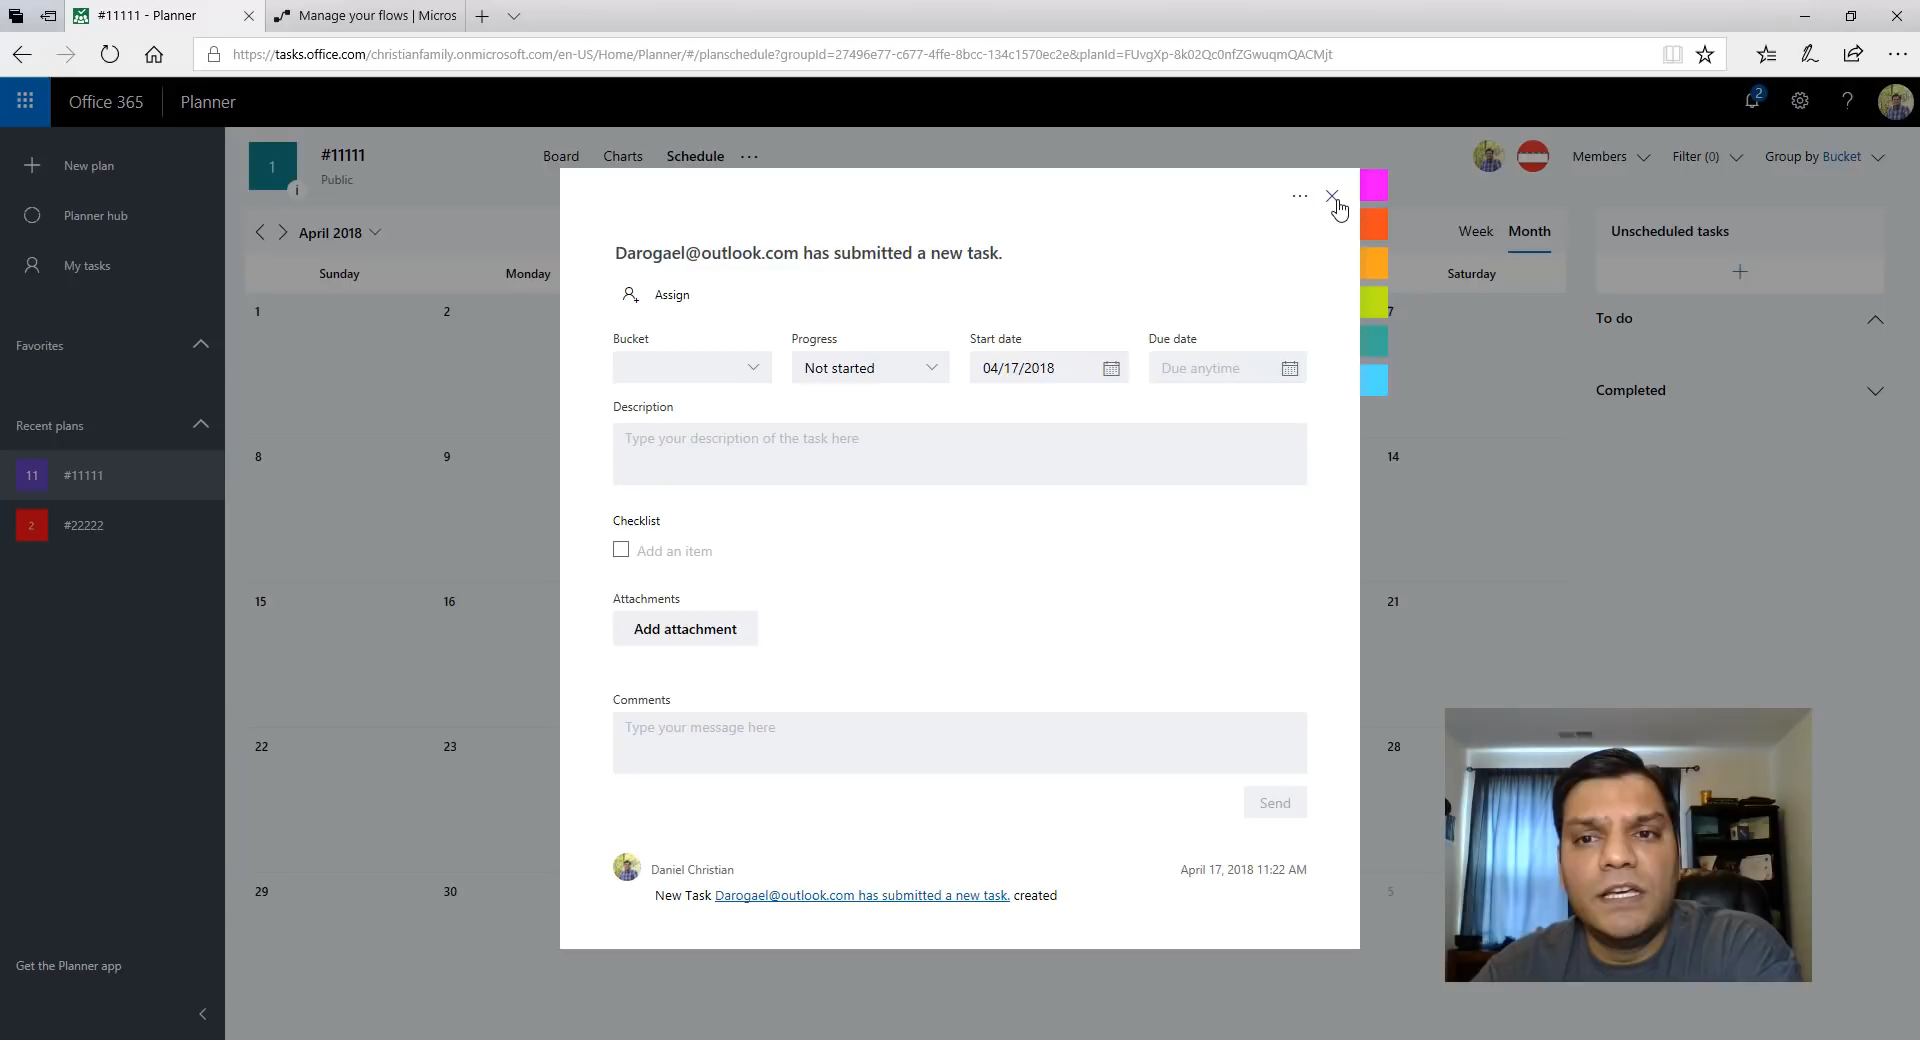 #11111 - Planner
Manage your flows | Micros
https://tasks.office.com/christianfamily.onmicrosoft.com/en-US/Home/Planner/#/planschedule?groupId=27496e77-c677-4ffe-8bcc-134c1570ec2e&planId=FUvgXp-8k02Qc0nfZGwuqmQACMjt
Office 365
Planner
2
?
New plan
Planner hub
My tasks
Favorites
Recent plans
11
#11111
2
#22222
Get the Planner app
1
i
#11111
Public
Board
Charts
Schedule
Members
Filter (0)
Group by Bucket
April 2018
Week
Month
Unscheduled tasks
Sunday
Monday
Saturday
To do
Completed
1
2
7
8
9
14
15
16
21
22
23
28
29
30
5
Darogael@outlook.com has submitted a new task.
Assign
Bucket
Progress
Start date
Due date
Not started
04/17/2018
Due anytime
Description
Type your description of the task here
Checklist
Add an item
Attachments
Add attachment
Comments
Type your message here
Send
Daniel Christian
April 17, 2018 11:22 AM
New Task Darogael@outlook.com has submitted a new task. created